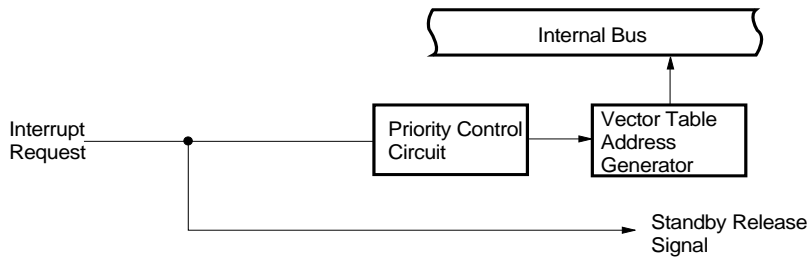 Internal Bus
Interrupt
Request
Priority Control
Circuit
Vector Table
Address
Generator
Standby Release
Signal